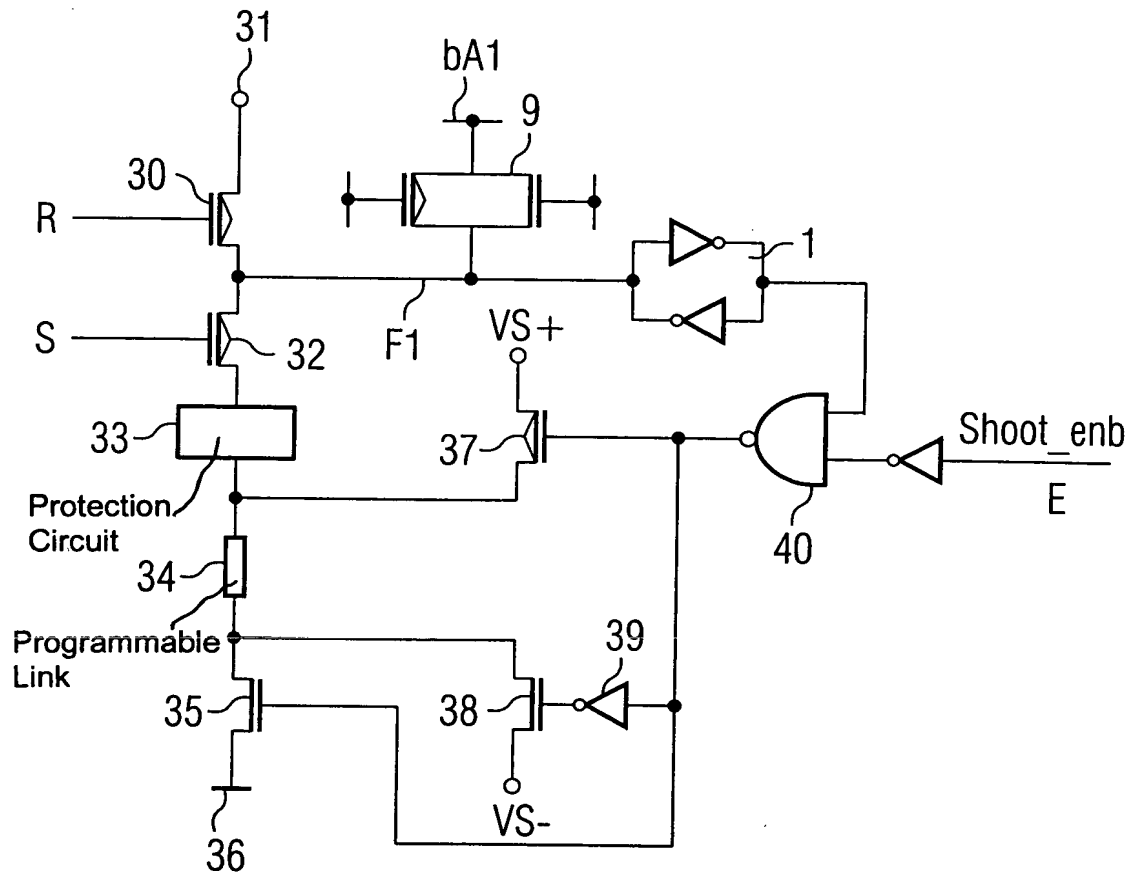 31
bA1
9
30
R
1
S
32
F1
VS+
33
37
Shoot_enb
E
Protection
Circuit
40
34
Programmable
Link
39
35
38
VS-
36